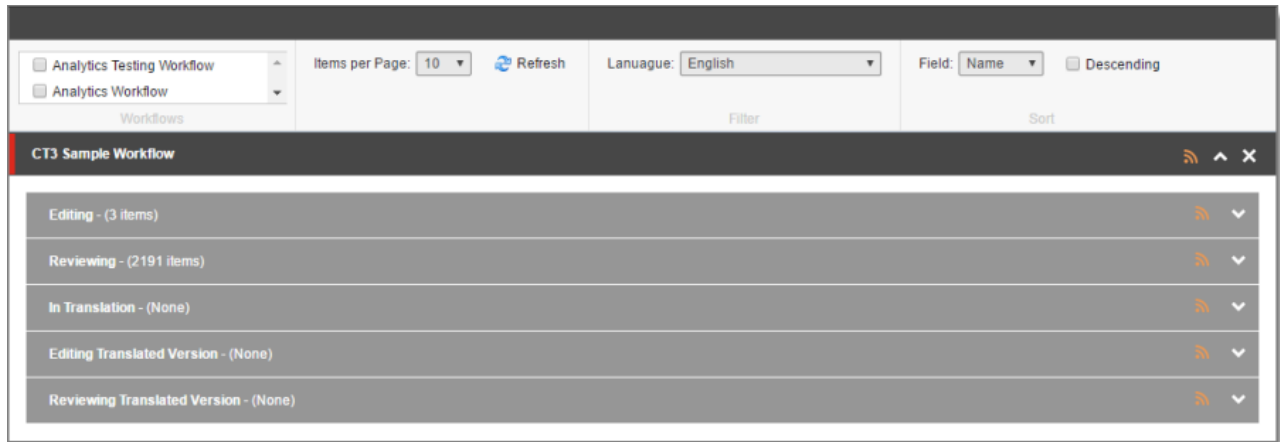 Analytics Testing Workflow
Analytics Workflow
Workflows
Items per Page: 10 Refresh
Lanuague: English
Filter
Field: Name Descending
Sort
CT3 Sample Workflow
Editing - (3 items)
Reviewing - (2191 items)
In Translation - (None)
Editing Translated Version - (None)
Reviewing Translated Version - (None)